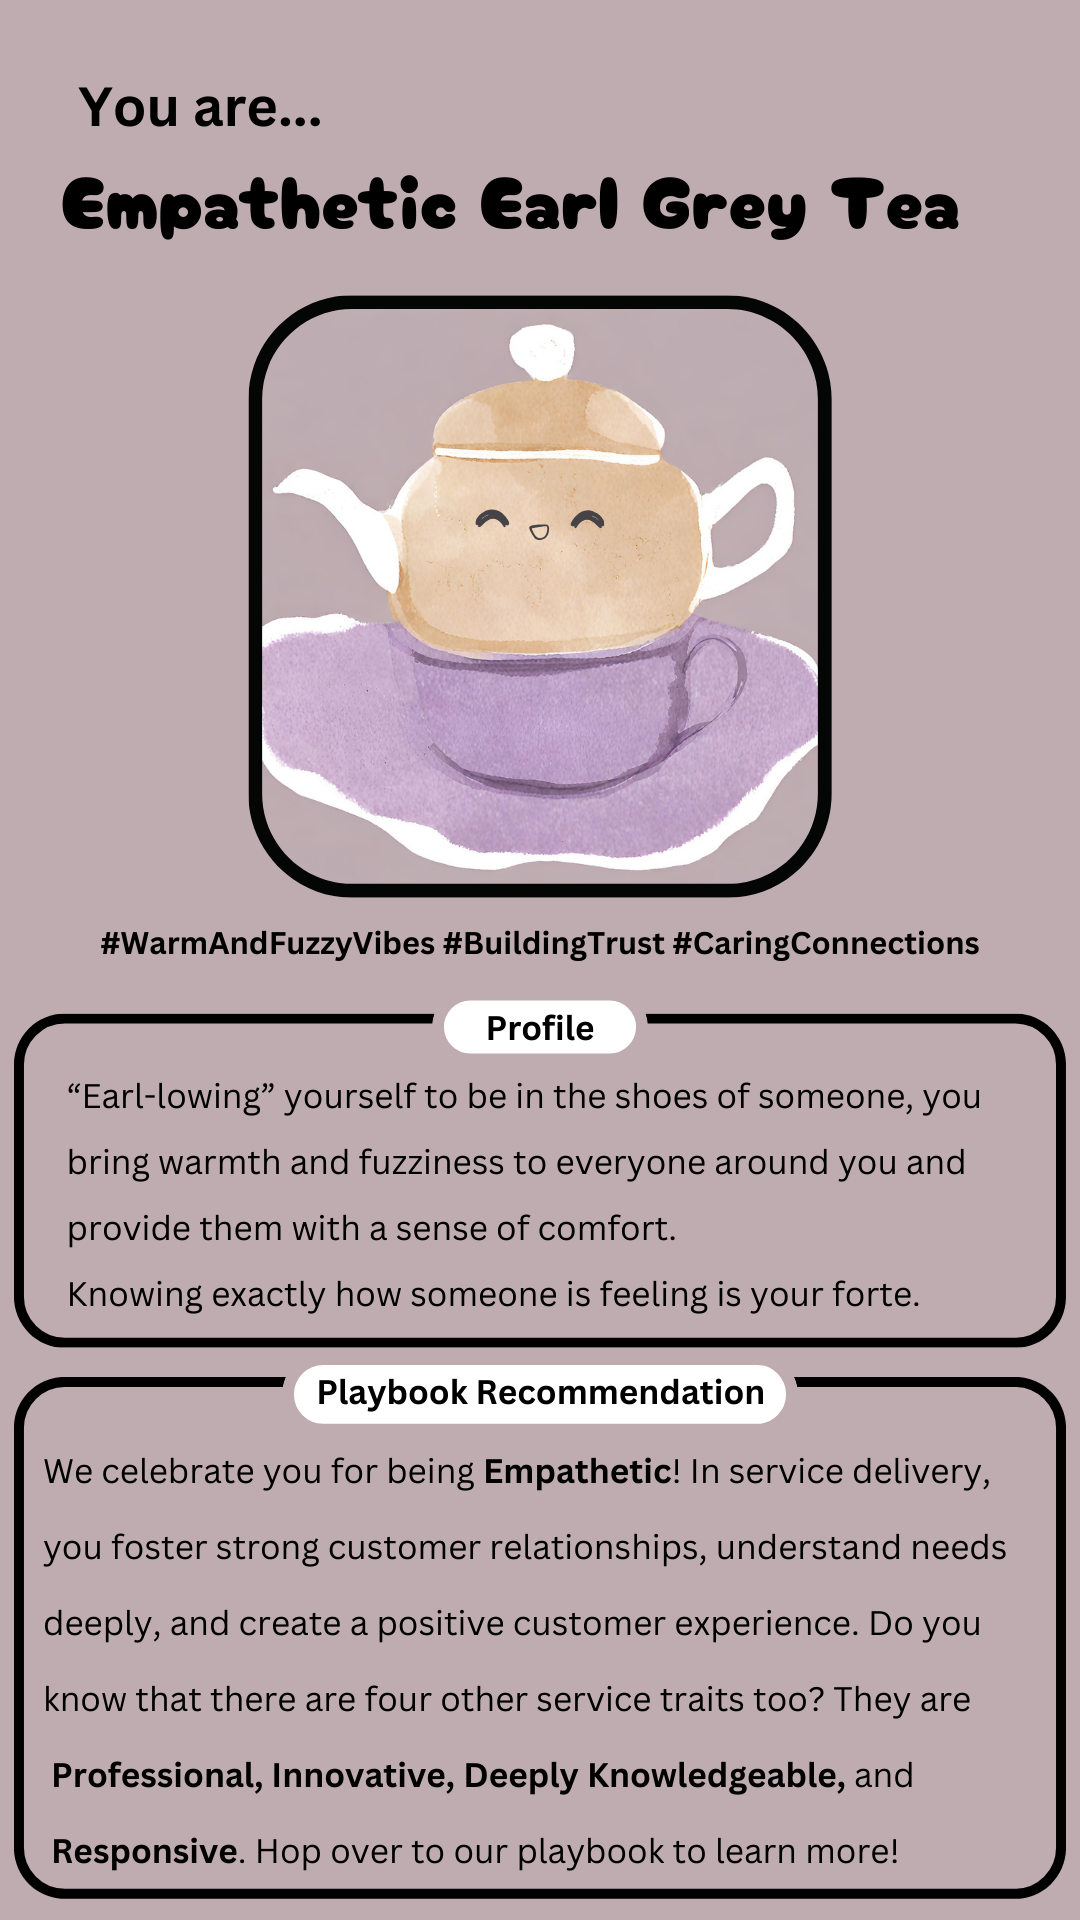 You are...
Empathetic Earl Grey Tea
#WarmAndFuzzyVibes #BuildingTrust #CaringConnections
Profile
“Earl-lowing” yourself to be in the shoes of someone, you
bring warmth and fuzziness to everyone around you and
provide them with a sense of comfort.
Knowing exactly how someone is feeling is your forte.
Playbook Recommendation
We celebrate you for being Empathetic! In service delivery,
you foster strong customer relationships, understand needs
deeply, and create a positive customer experience. Do you
know that there are four other service traits too? They are
Professional, Innovative, Deeply Knowledgeable, and
Responsive. Hop over to our playbook to learn more!